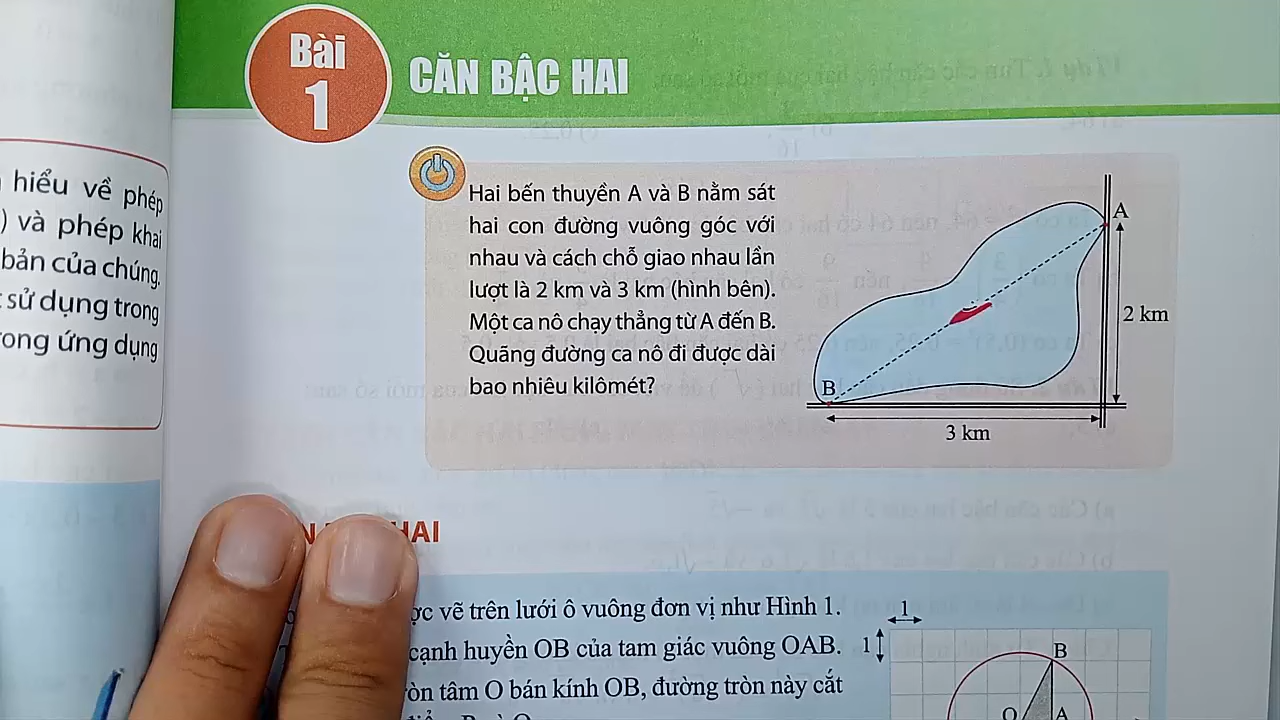 Bài
1
CĂN BẬC HAI
hiểu về phép
) và phép khai
bản của chúng.
sử dụng trong
ong ứng dụng
Hai bến thuyền A và B nằm sát
hai con đường vuông góc với
nhau và cách chỗ giao nhau lần
lượt là 2 km và 3 km (hình bên).
Một ca nô chạy thẳng từ A đến B.
Quãng đường ca nô đi được dài
bao nhiêu kilômét?
A
2 km
B
3 km
HAI
ợc vẽ trên lưới ô vuông đơn vị như Hình 1.
cạnh huyền OB của tam giác vuông OAB.
òn tâm O bán kính OB, đường tròn này cắt
1
1
B
O
A